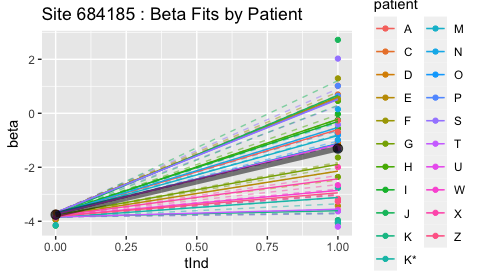 Site 684185 : Beta Fits by Patient
beta
2
0
-2
-4
0.00
0.25
0.50
0.75
1.00
tInd
patient
A
C
D
E
F
G
H
I
J
K
K*
M
N
O
P
S
T
U
W
X
Z